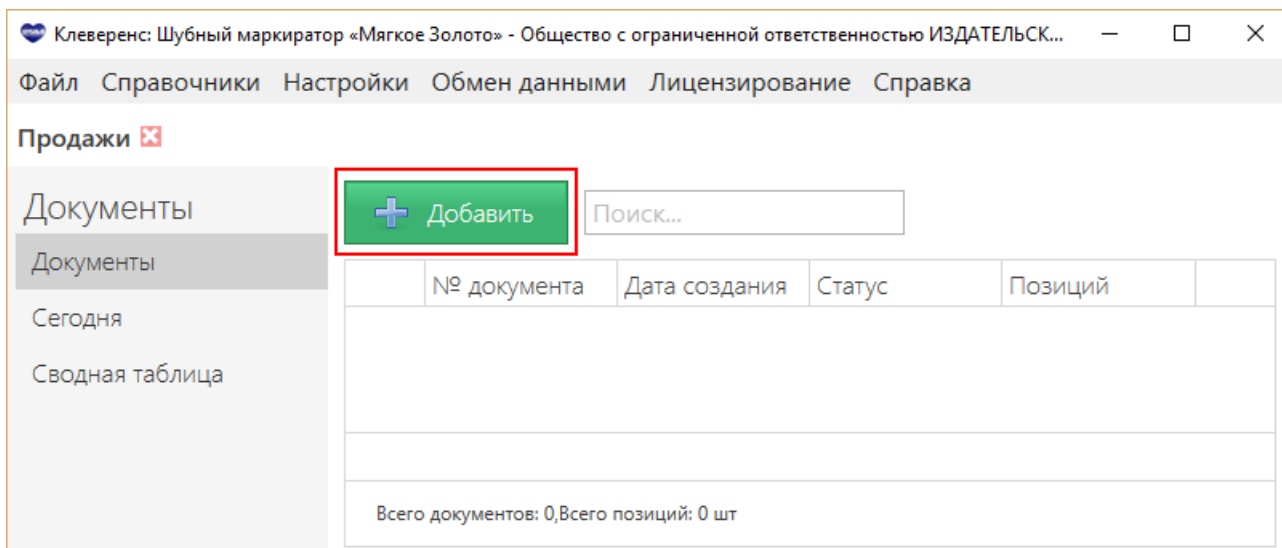 Клеверенс: Шубный маркиратор «Мягкое Золото» - Общество с ограниченной ответственностью ИЗДАТЕЛЬСК...
Файл Справочники Настройки Обмен данными Лицензирование Справка
Продажи
Документы
Документы
Сегодня
Сводная таблица
Добавить Поиск...
№ документа Дата создания Статус Позиций
Всего документов: 0,Всего позиций: 0 шт